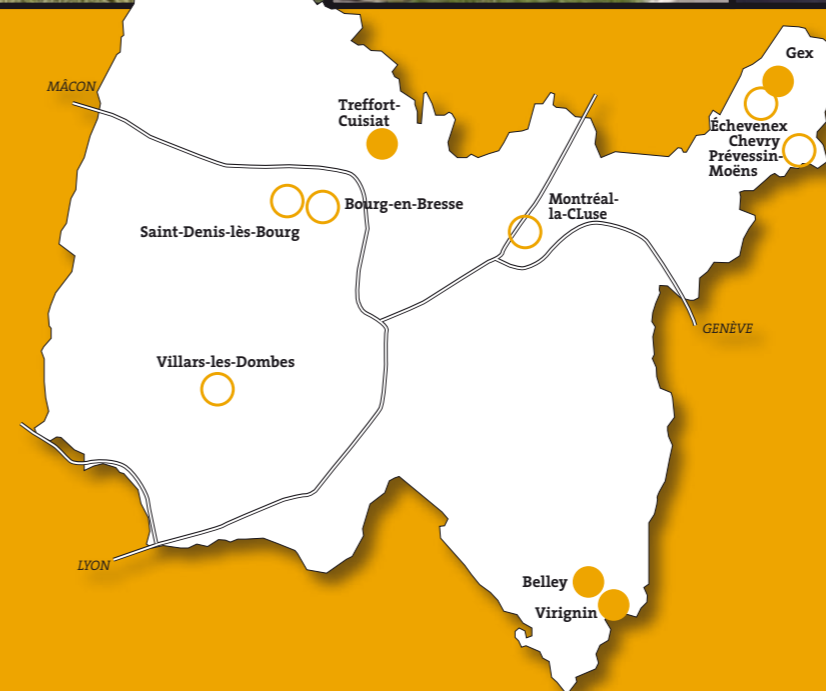 Gex
MÂCON
Treffort-
Cuisiat
Échevenex
Chevry
Prévessin-
Moëns
Bourg-en-Bresse
Montréal-
la-CLuse
Saint-Denis-lès-Bourg
GENÈVE
Villars-les-Dombes
LYON
Belley
Virignin